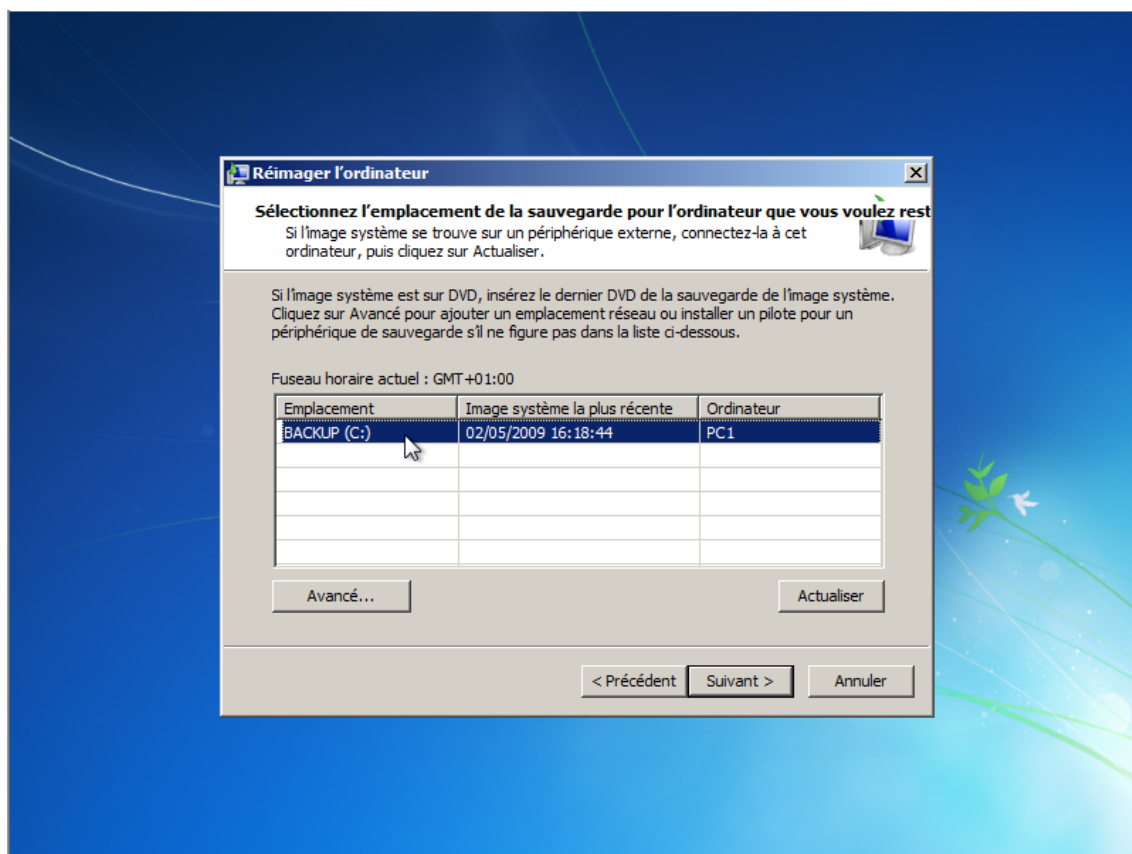 Réimager l'ordinateur
Sélectionnez l'emplacement de la sauvegarde pour l'ordinateur que vous voulez rest
Si l'image système se trouve sur un périphérique externe, connectez-la à cet
ordinateur, puis cliquez sur Actualiser.
Si l'image système est sur DVD, insérez le dernier DVD de la sauvegarde de l'image système.
Cliquez sur Avancé pour ajouter un emplacement réseau ou installer un pilote pour un
périphérique de sauvegarde s'il ne figure pas dans la liste ci-dessous.
Fuseau horaire actuel : GMT+01:00
Emplacement Image système la plus récente Ordinateur
BACKUP (C:) 02/05/2009 16:18:44 PC1
Avancé... Actualiser
< Précédent Suivant > Annuler